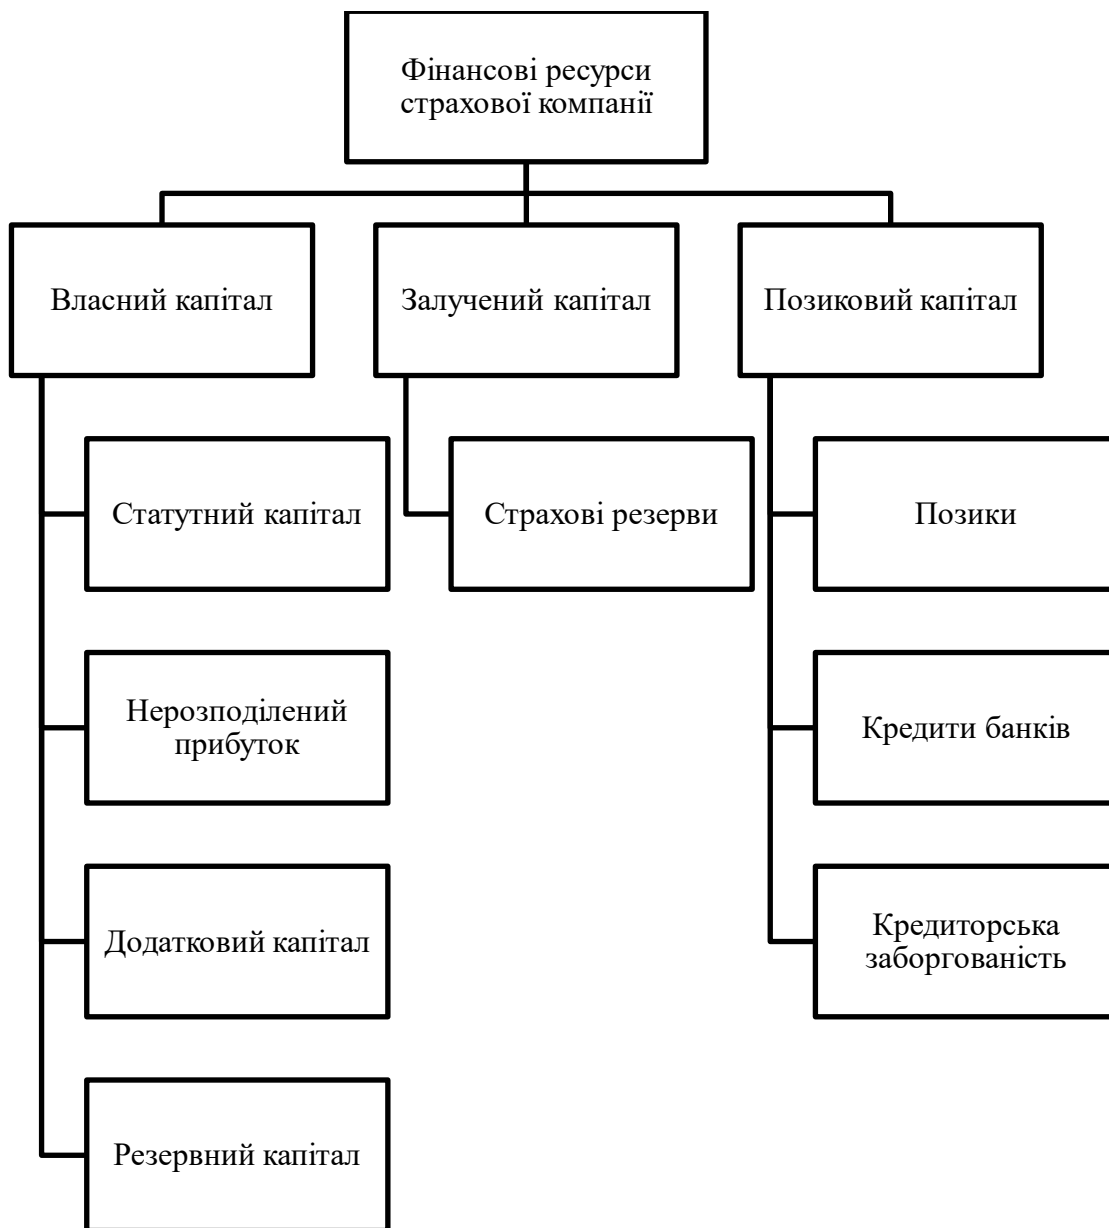 Фінансові ресурси
страхової компанії
Власний капітал
Залучений капітал
Позиковий капітал
Статутний капітал
Страхові резерви
Позики
Нерозподілений
прибуток
Кредити банків
Додатковий капітал
Кредиторська
заборгованість
Резервний капітал